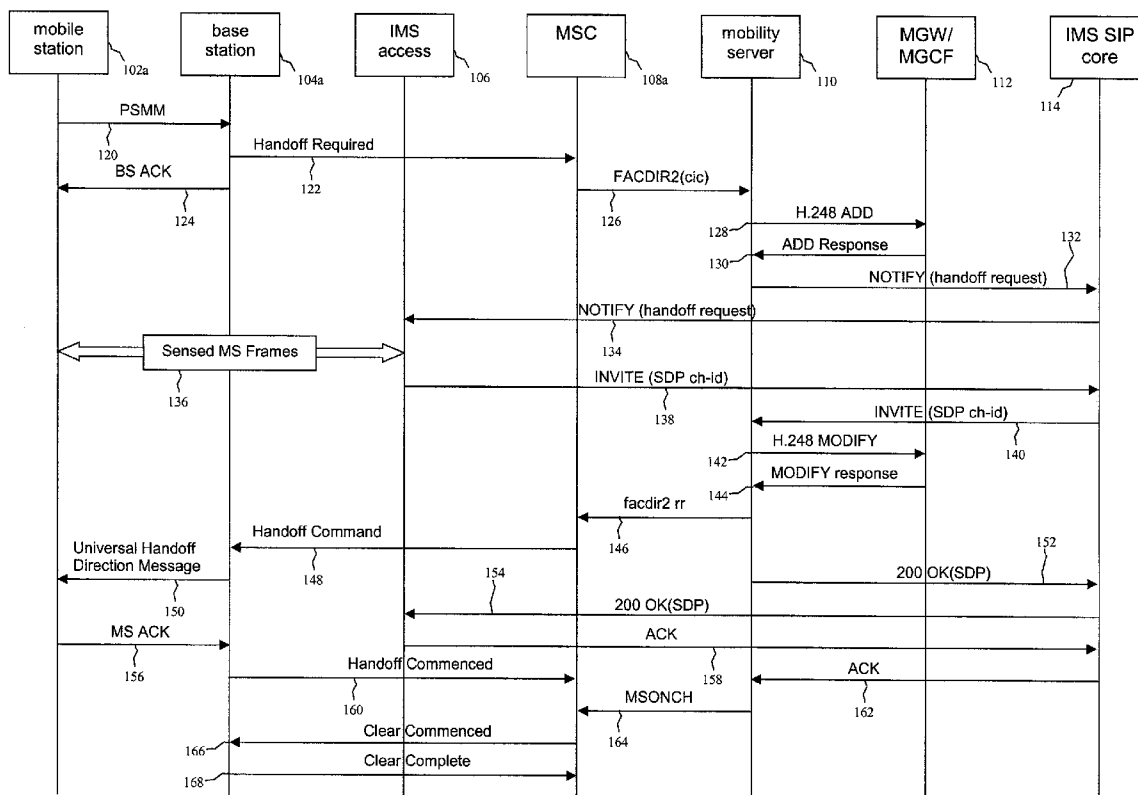 mobile
station
base
station
IMS
access
MSC
mobility
server
MGW/
MGCF
IMS SIP
core
102a
104a
106
108a
110
112
114
PSMM
120
Handoff Required
122
BS ACK
124
FACDIR2(cic)
126
H.248 ADD
128
ADD Response
130
132
NOTIFY (handoff request)
NOTIFY (handoff request)
134
Sensed MS Frames
136
INVITE (SDP ch-id)
138
INVITE (SDP ch-id)
140
H.248 MODIFY
142
MODIFY response
144
facdir2 rr
146
Handoff Command
148
Universal Handoff
Direction Message
150
152
200 OK(SDP)
154
200 OK(SDP)
MS ACK
156
ACK
158
Handoff Commenced
160
ACK
162
MSONCH
164
Clear Commenced
166
Clear Complete
168